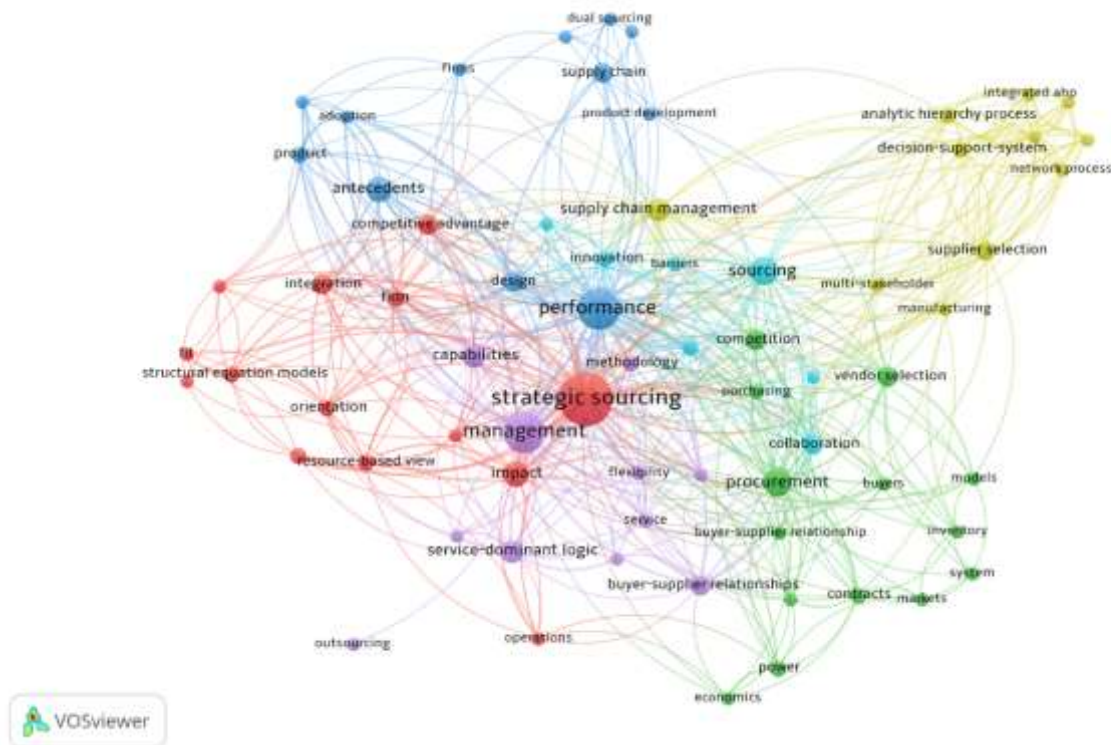 dual sourcing
firms
supply chain
integrated ahp
adoption
product development
analytic hierarchy process
product
decision-support-system
network process
antecedents
supply chain management
competitive advantage
supplier selection
innovation
barriers
sourcing
integration
design
multi-stakeholder
firm
performance
manufacturing
competition
fit
capabilities
methodology
structural equation models
vendor selection
purchasing
strategic sourcing
orientation
management
collaboration
resource-based view
impact
flexibility
procurement
buyers
models
service
buyer-supplier relationship
inventory
service-dominant logic
buyer-supplier relationships
system
contracts
markets
outsourcing
operations
power
economics
VOSviewer